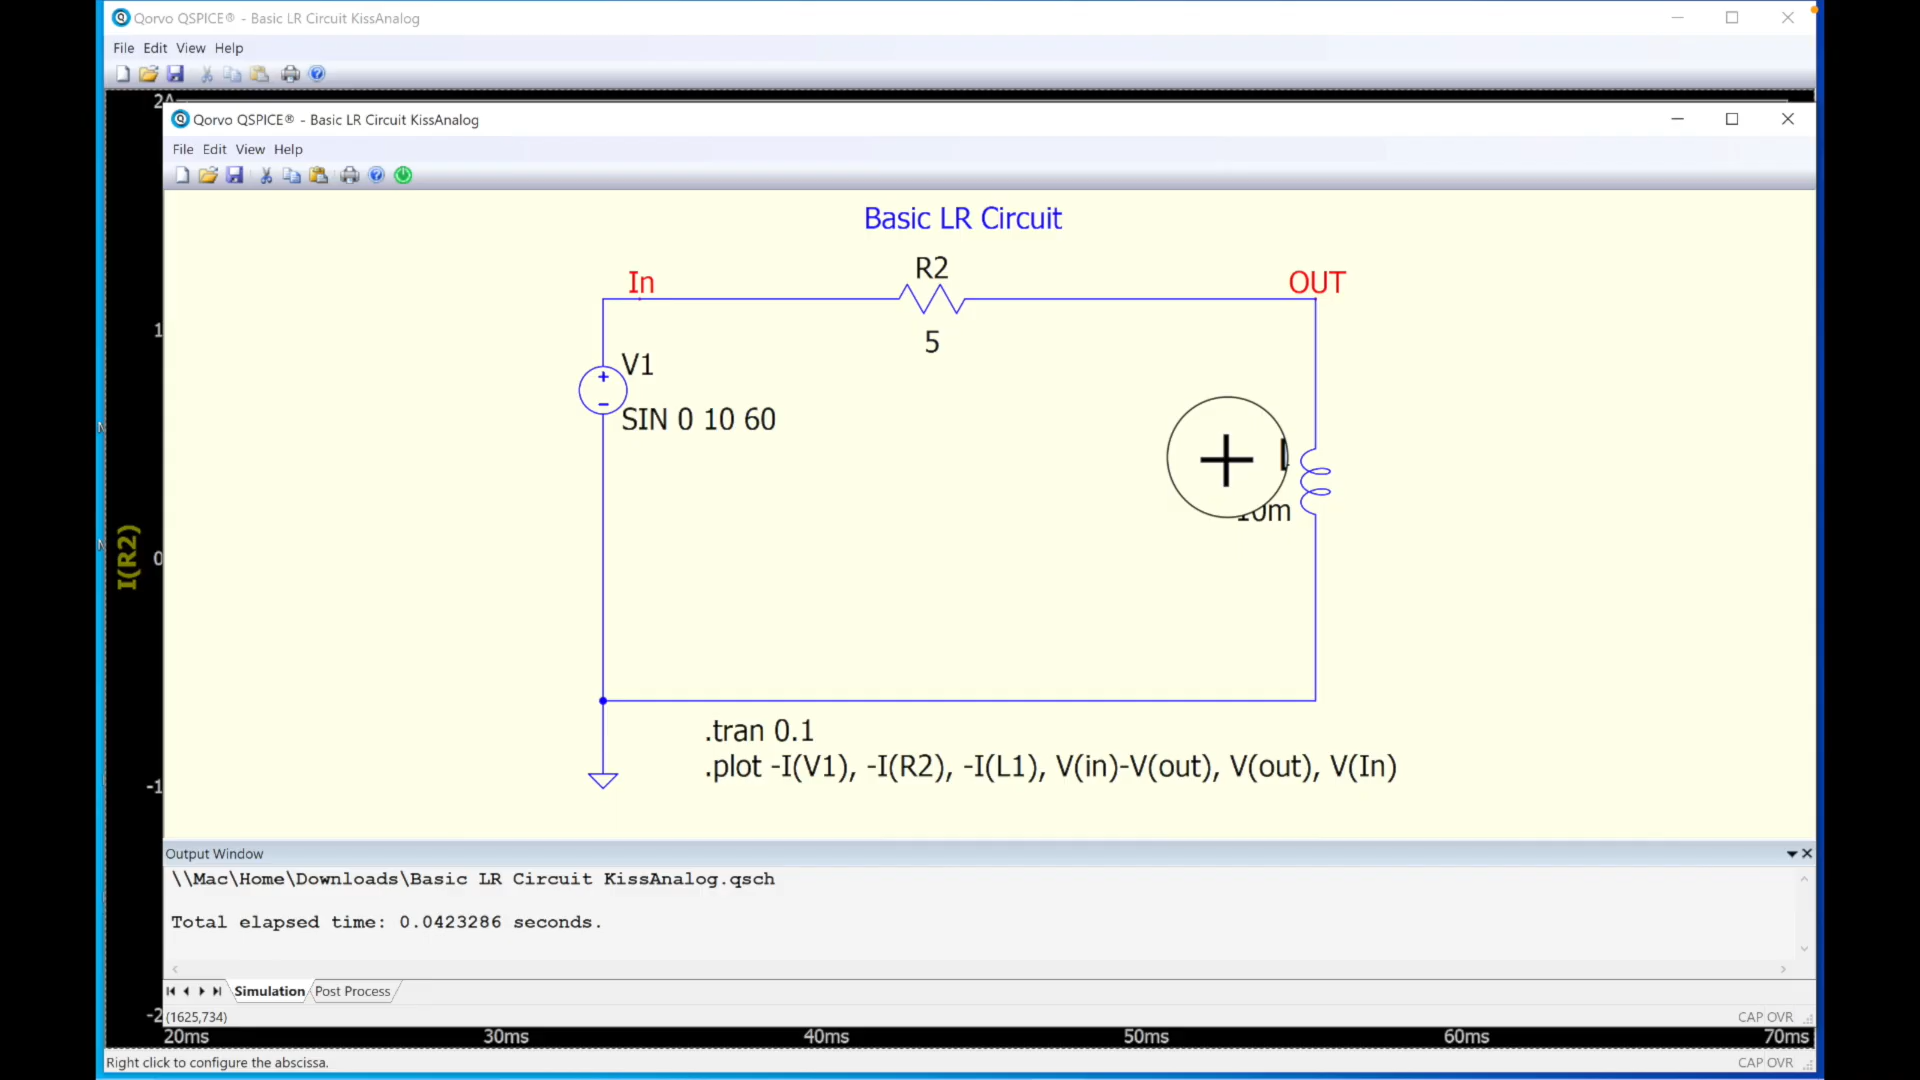 Qorvo QSPICE® - Basic LR Circuit KissAnalog
File Edit View Help
Qorvo QSPICE® - Basic LR Circuit KissAnalog
File Edit View Help
Basic LR Circuit
In
R2
OUT
5
V1
SIN 0 10 60
I(R2)
1
0
-1
-2
.tran 0.1
.plot -I(V1), -I(R2), -I(L1), V(in)-V(out), V(out), V(In)
Output Window
\\Mac\Home\Downloads\Basic LR Circuit KissAnalog.qsch
Total elapsed time: 0.0423286 seconds.
Simulation Post Process
(1625,734)
CAP OVR
20ms 30ms 40ms 50ms 60ms 70ms
Right click to configure the abscissa.
CAP OVR